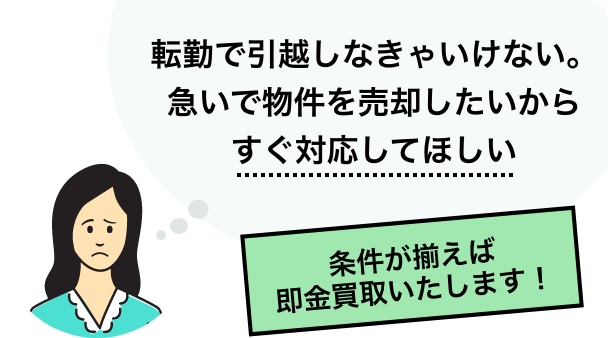 転勤で引越しなきゃいけない。
急いで物件を売却したいから
すぐ対応してほしい
条件が揃えば
即金買取いたします！